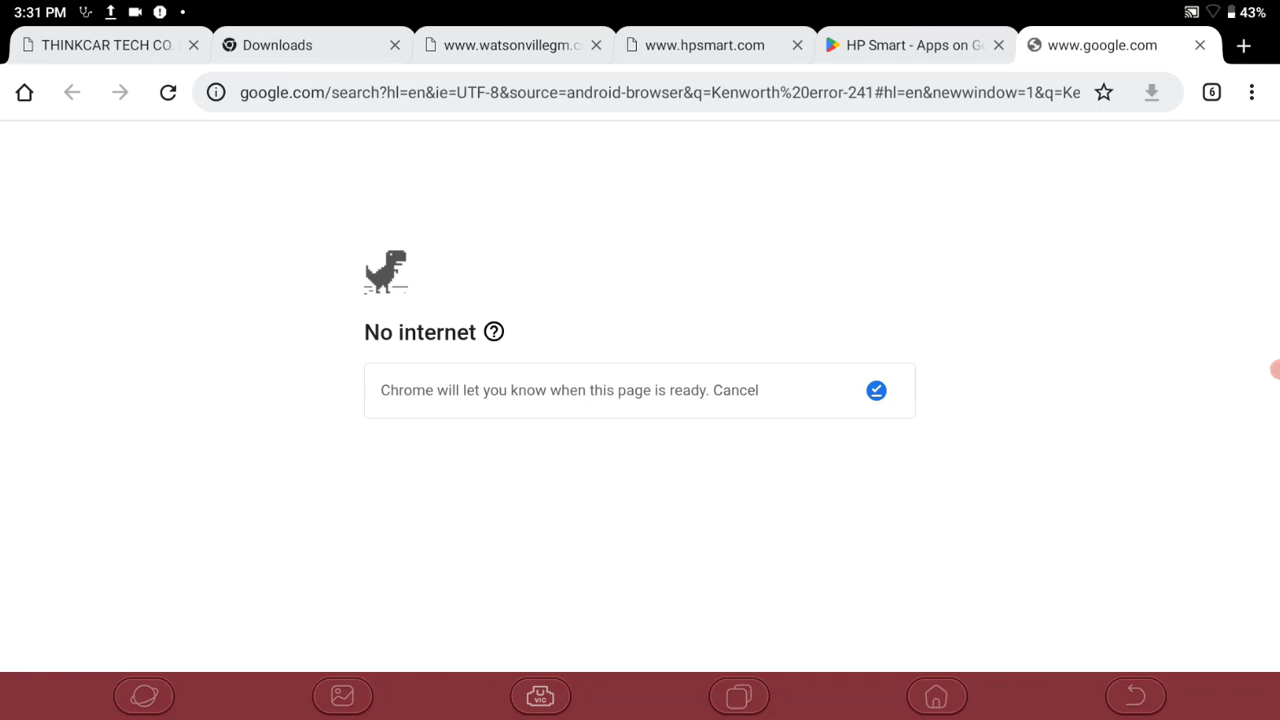 3:31 PM
43%
THINKCAR TECH CO.
Downloads
www.watsonvillegm.c
www.hpsmart.com
HP Smart - Apps on G
www.google.com
google.com/search?hl=en&ie=UTF-8&source=android-browser&q=Kenworth%20error-241#hl=en&newwindow=1&q=Ke
6
No internet
Chrome will let you know when this page is ready. Cancel
VIC